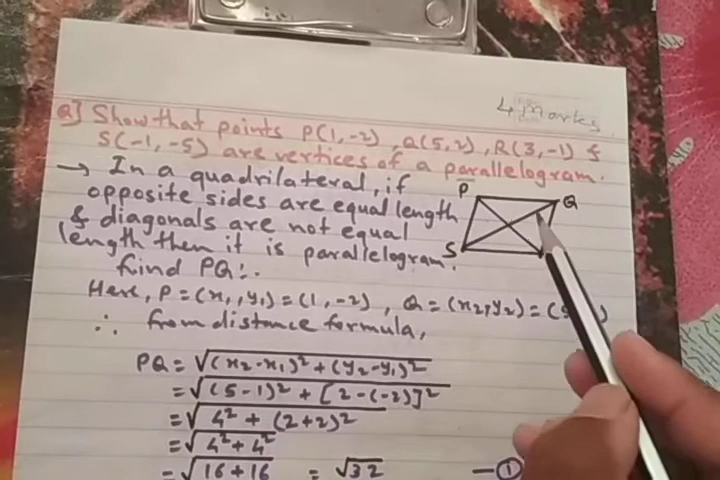 4 marks
Q] Show that points P(1,-2), Q(5,2), R(3,-1) &
S(-1,-5) are vertices of a parallelogram.
→ In a quadrilateral, if
opposite sides are equal length
& diagonals are not equal
length then it is parallelogram.
P
Q
S
find PQ:.
Here, P = (x₁, y₁) = (1, -2) , Q = (x₂, y₂) = (5
∴ from distance formula,
PQ = √(x₂-x₁)² + (y₂-y₁)²
= √(5-1)² + [2-(-2)]²
= √4² + (2+2)²
= √4² + 4²
= √16+16 = √32 —①